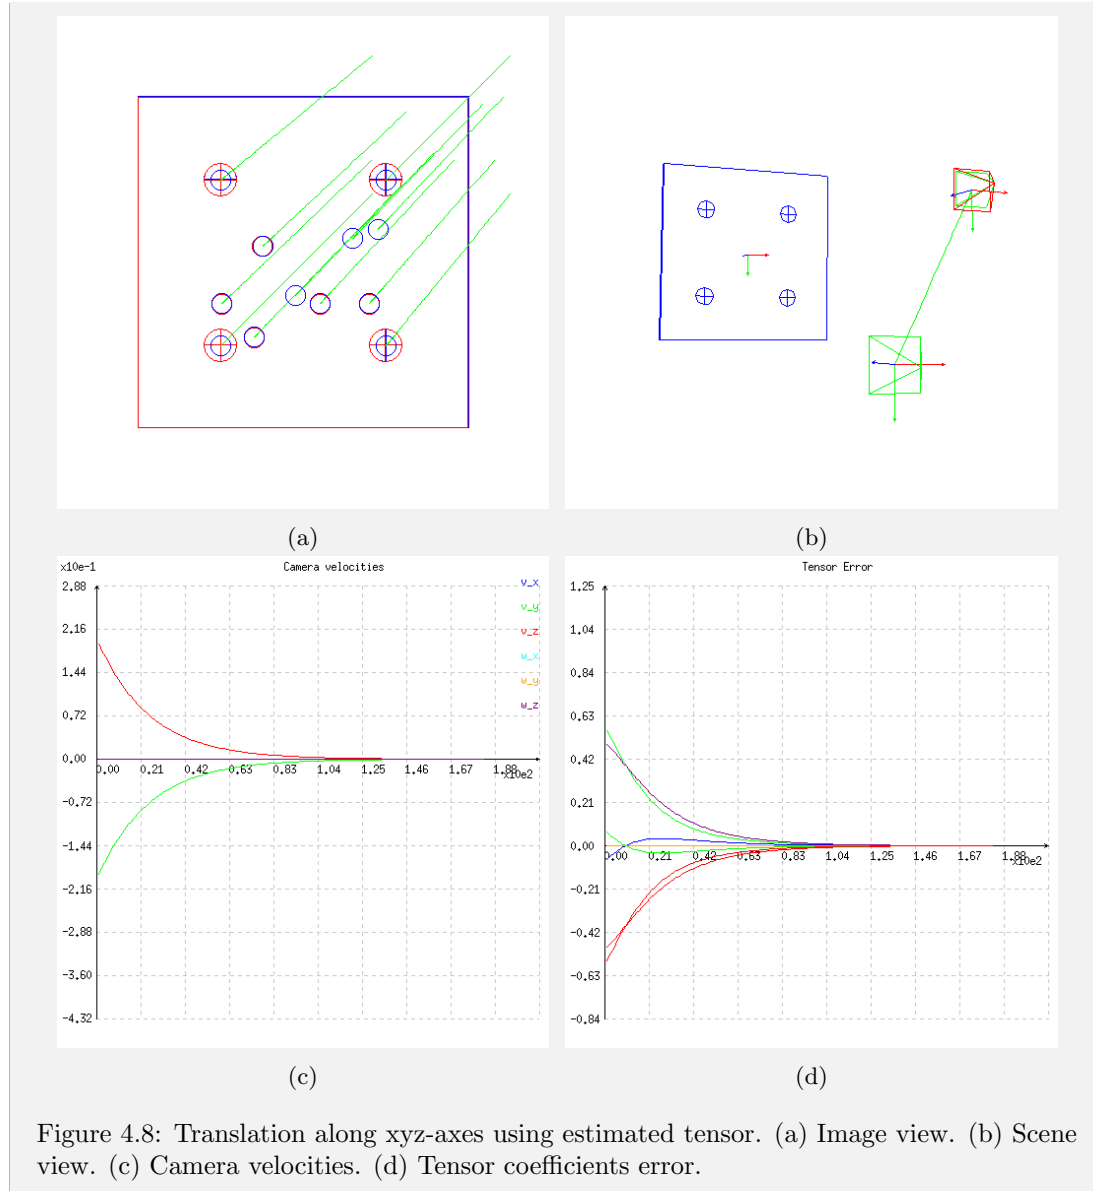 (a)
(b)
x10e-1
Camera velocities
2.88
2.16
1.44
0.72
0.00
-0.72
-1.44
-2.16
-2.88
-3.60
-4.32
0.00 0.21 0.42 0.63 0.83 1.04 1.25 1.46 1.67 1.88
x10e2
v_x
v_y
v_z
w_x
w_y
w_z
Tensor Error
1.25
1.04
0.84
0.63
0.42
0.21
0.00
-0.21
-0.42
-0.63
-0.84
0.00 0.21 0.42 0.63 0.83 1.04 1.25 1.46 1.67 1.88
x10e2
(c)
(d)
Figure 4.8: Translation along xyz-axes using estimated tensor. (a) Image view. (b) Scene
view. (c) Camera velocities. (d) Tensor coefficients error.